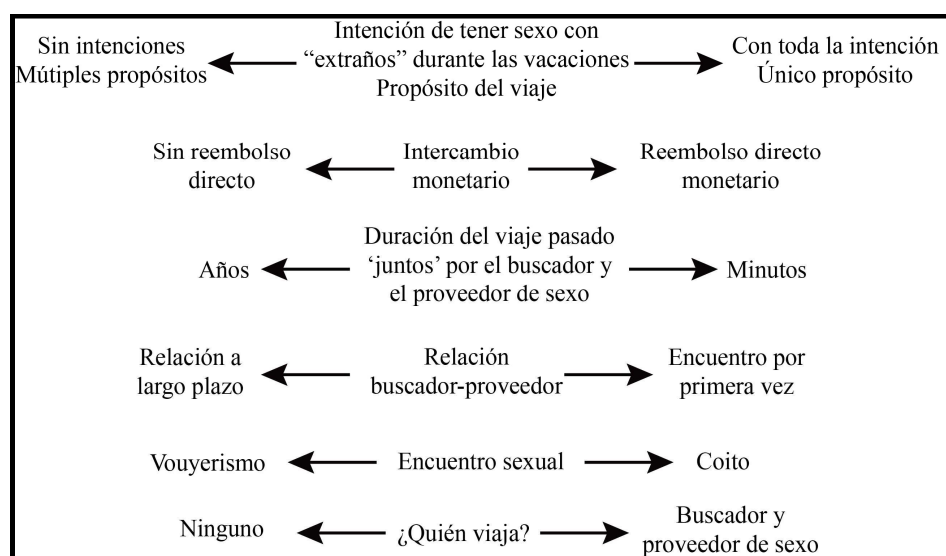 Sin intenciones
Mútiples propósitos
Intención de tener sexo con
“extraños” durante las vacaciones
Propósito del viaje
Con toda la intención
Único propósito
Sin reembolso
directo
Intercambio
monetario
Reembolso directo
monetario
Años
Duración del viaje pasado
‘juntos’ por el buscador y
el proveedor de sexo
Minutos
Relación a
largo plazo
Relación
buscador-proveedor
Encuentro por
primera vez
Vouyerismo
Encuentro sexual
Coito
Ninguno
¿Quién viaja?
Buscador y
proveedor de sexo